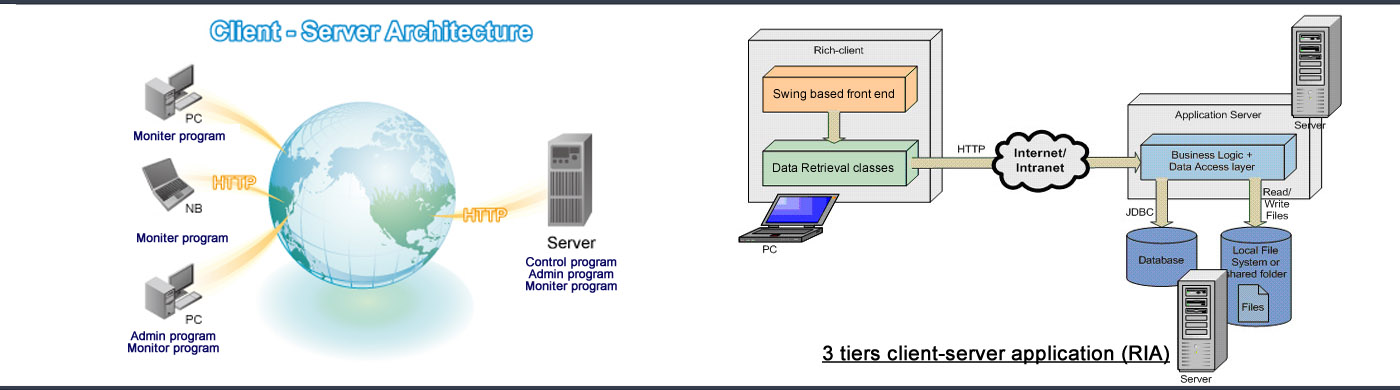 Client - Server Architecture
PC
Moniter program
HTTP
NB
Moniter program
PC
Admin program
Monitor program
HTTP
Server
Control program
Admin program
Moniter program
Rich-client
Swing based front end
Data Retrieval classes
PC
HTTP
Internet/
Intranet
Server
Application Server
Business Logic +
Data Access layer
JDBC
Read/
Write
Files
Database
Local File
System or
shared folder
Files
Server
3 tiers client-server application (RIA)